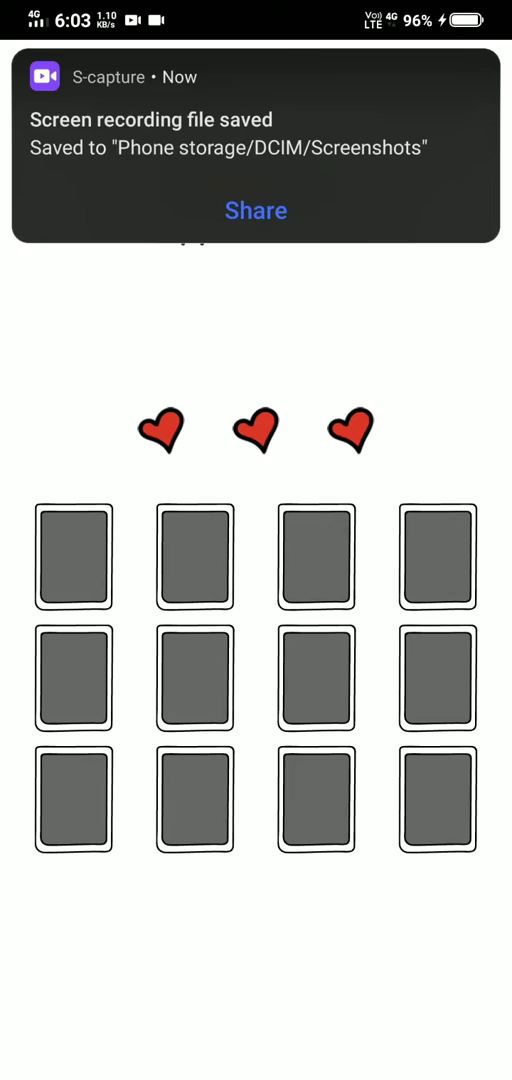 4G 6:03 1.10 KB/s Vo) LTE 4G 96%
S-capture • Now
Screen recording file saved
Saved to "Phone storage/DCIM/Screenshots"
Share